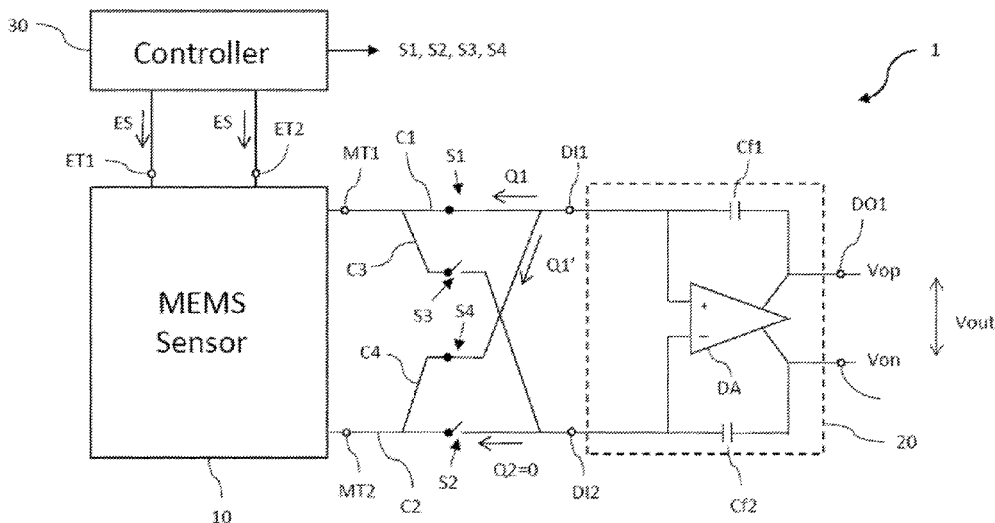 30
Controller
S1, S2, S3, S4
1
ES
ES
ET1
ET2
MT1
C1
S1
Q1
DI1
Cf1
DO1
C3
Q1'
Vop
MEMS
Sensor
S3
S4
+
−
Vout
C4
DA
Von
MT2
C2
S2
Q2=0
DI2
Cf2
20
10